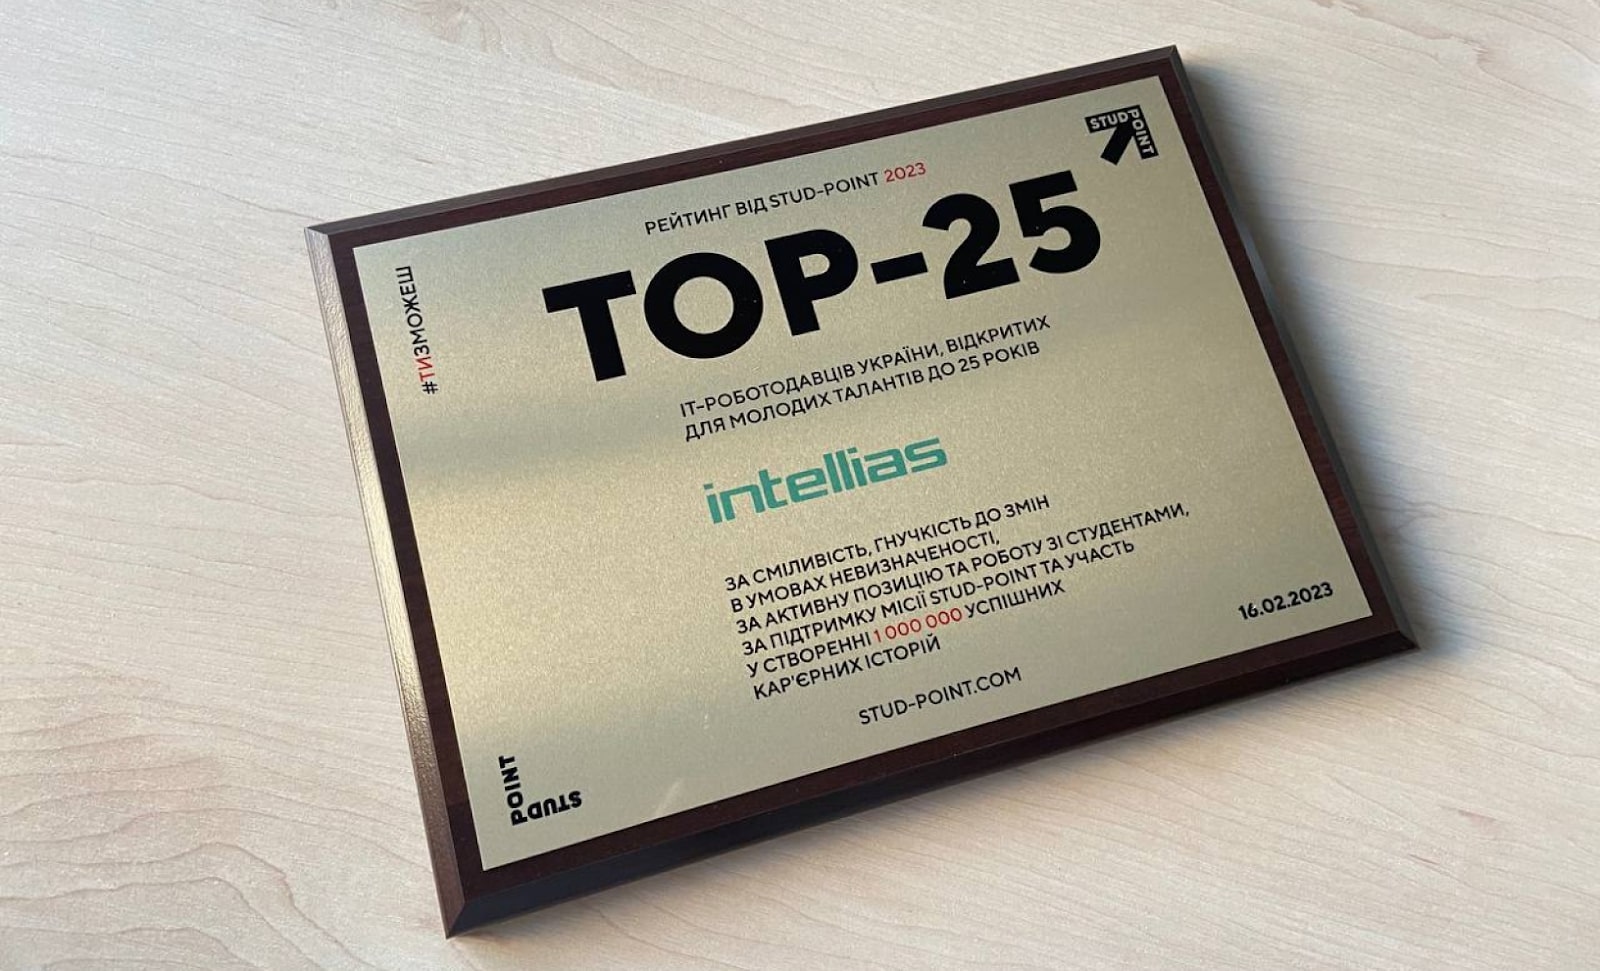 STUD
POINT
РЕЙТИНГ ВІД STUD-POINT 2023
TOP-25
#ТИЗМОЖЕШ
ІТ-РОБОТОДАВЦІВ УКРАЇНИ, ВІДКРИТИХ
ДЛЯ МОЛОДИХ ТАЛАНТІВ ДО 25 РОКІВ
intellias
ЗА СМІЛИВІСТЬ, ГНУЧКІСТЬ ДО ЗМІН
В УМОВАХ НЕВИЗНАЧЕНОСТІ,
ЗА АКТИВНУ ПОЗИЦІЮ ТА РОБОТУ ЗІ СТУДЕНТАМИ,
ЗА ПІДТРИМКУ МІСІЇ STUD-POINT ТА УЧАСТЬ
У СТВОРЕННІ 1 000 000 УСПІШНИХ
КАР'ЄРНИХ ІСТОРІЙ
16.02.2023
STUD-POINT.COM
STUD
POINT